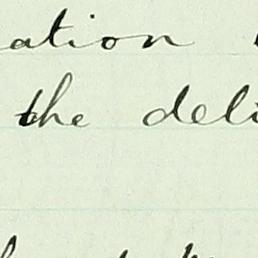 ation
the deli